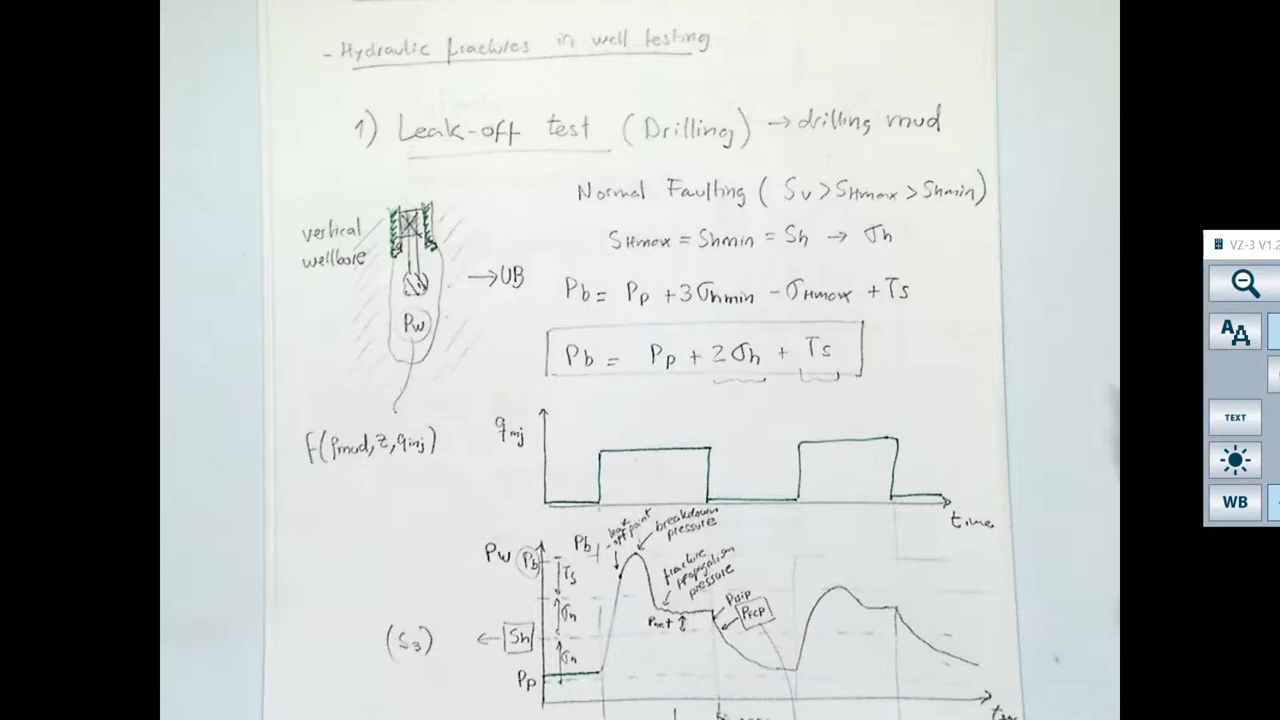 - Hydraulic fractures in well testing
1) Leak-off test (Drilling) → drilling mud
Normal Faulting ( Sv > SHmax > Shmin)
vertical
wellbore
SHmax = Shmin = Sh → σh
→ UB
Pb = Pp + 3σhmin - σHmax + Ts
Pw
Pb = Pp + 2σh + Ts
f(ρmud, z, qinj)
qinj
time
Pw
Pb
Pb
leak
off point
breakdown
pressure
Ts
fracture
propagation
pressure
σh
Pnet
Pisip
PFCP
(S3)
Sh
σh
Pp
VZ-3 V1.2
A A
TEXT
WB